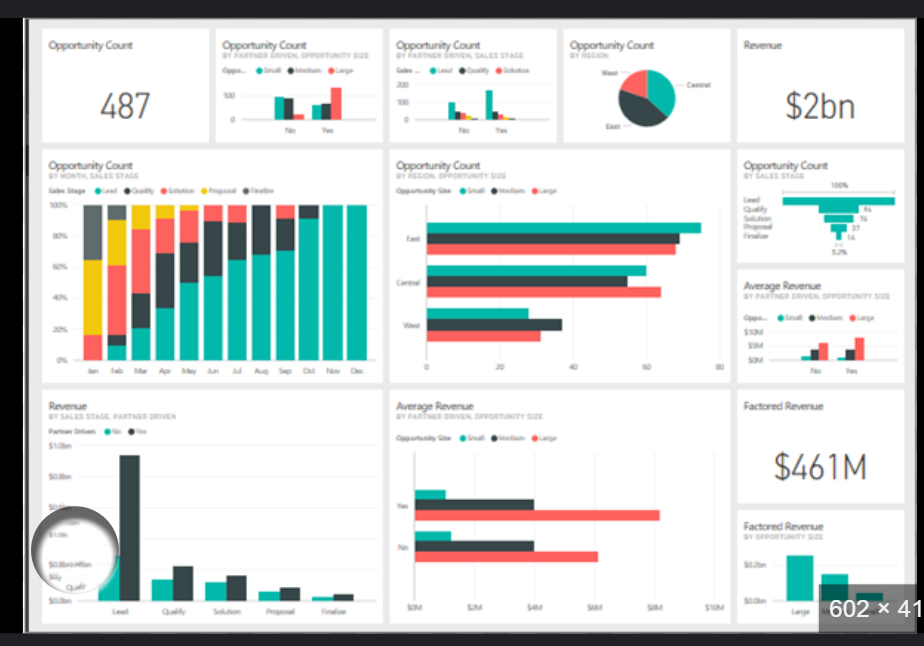 Opportunity Count
487
Opportunity Count
BY PARTNER DRIVEN, OPPORTUNITY SIZE
Oppo... Small Medium Large
100
0
No Yes
Opportunity Count
BY PARTNER DRIVEN, SALES STAGE
Sales ... Lead Qualify Solution
200
100
0
No Yes
Opportunity Count
BY REGION
West
Central
East
Revenue
$2bn
Opportunity Count
BY MONTH, SALES STAGE
Sales Stage Lead Qualify Solution Proposal Finalize
100%
80%
60%
40%
20%
0%
Jan Feb Mar Apr May Jun Jul Aug Sep Oct Nov Dec
Opportunity Count
BY REGION, OPPORTUNITY SIZE
Opportunity Size Small Medium Large
East
Central
West
0 20 40 60 80
Opportunity Count
BY SALES STAGE
100%
Lead
Qualify 94
Solution 74
Proposal 37
Finalize 14
5.2%
Average Revenue
BY PARTNER DRIVEN, OPPORTUNITY SIZE
Oppo... Small Medium Large
$10M
$5M
$0M
No Yes
Revenue
BY SALES STAGE, PARTNER DRIVEN
Partner Driven No Yes
$1.0bn
$0.8bn
$0.0bn
Lead Qualify Solution Proposal Finalize
Average Revenue
BY PARTNER DRIVEN, OPPORTUNITY SIZE
Opportunity Size Small Medium Large
Yes
No
$0M $2M $4M $6M $8M $10M
Factored Revenue
$461M
Factored Revenue
BY OPPORTUNITY SIZE
$0.2bn
$0.0bn
Large
602 × 41